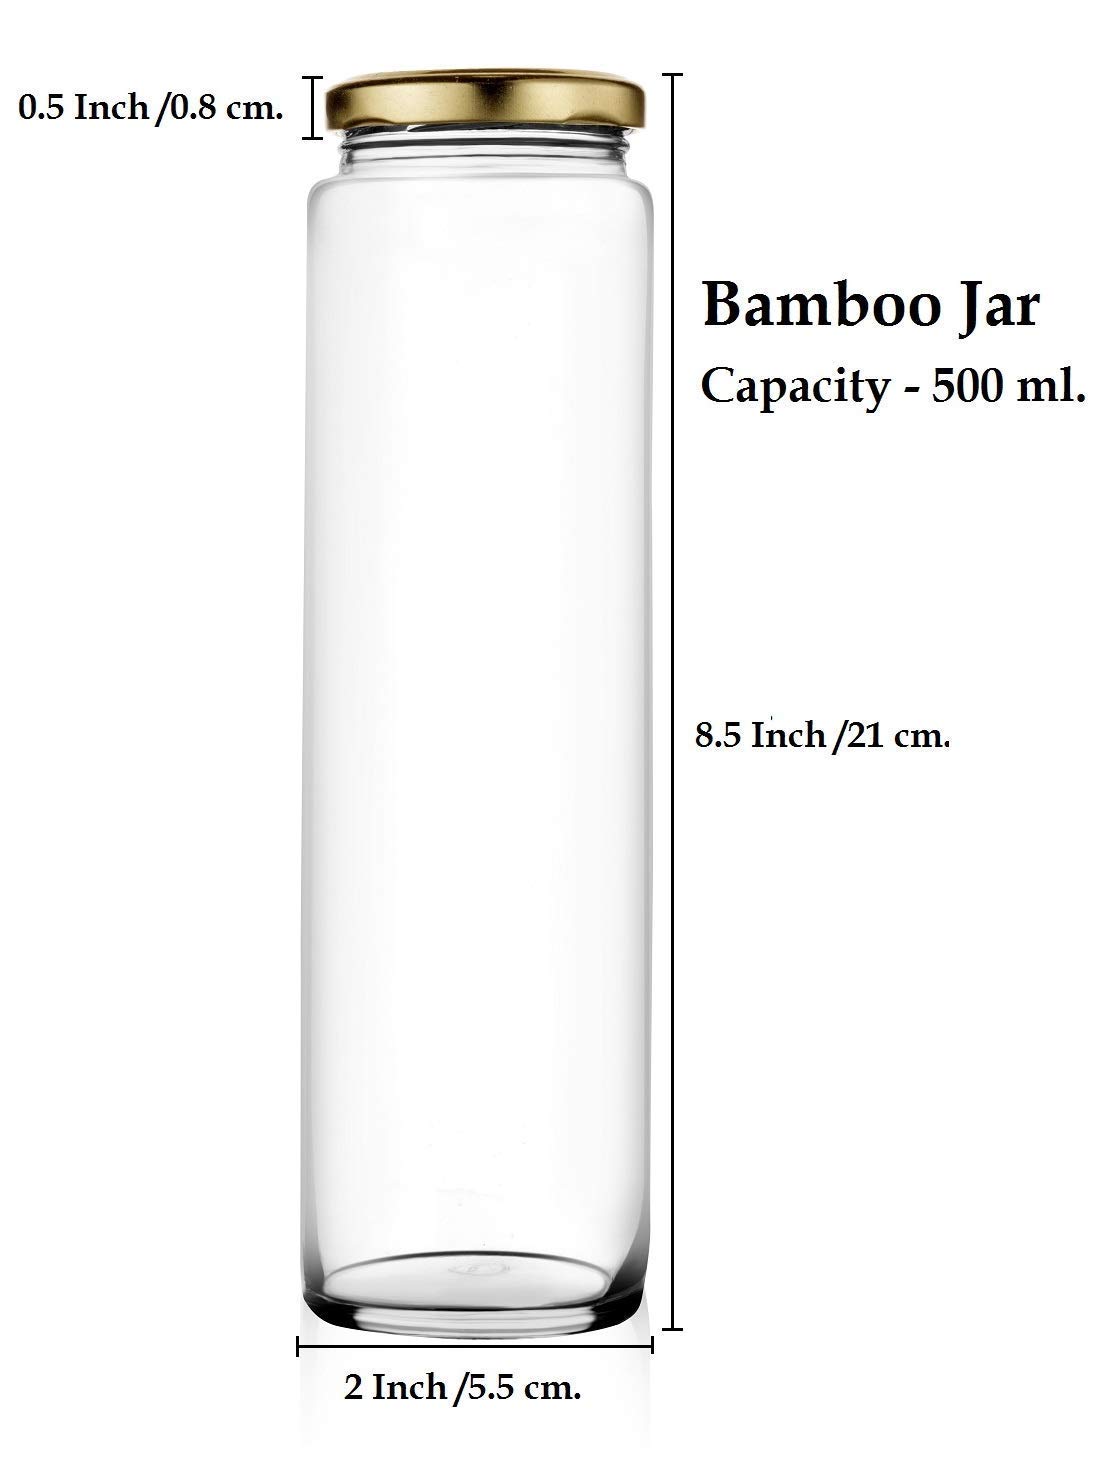 0.5 Inch /0.8 cm.
Bamboo Jar
Capacity - 500 ml.
8.5 Inch /21 cm.
2 Inch /5.5 cm.